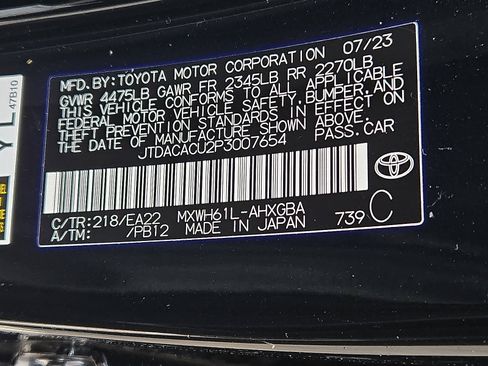 MFD.BY:TOYOTA MOTOR CORPORATION 07/23
GVWR 4475LB GAWR FR 2345LB RR 2270LB
THIS VEHICLE CONFORMS TO ALL APPLICABLE
FEDERAL MOTOR VEHICLE SAFETY,BUMPER,AND
THEFT PREVENTION STANDARDS IN EFFECT ON
THE DATE OF MANUFACTURE SHOWN ABOVE.
JTDACACU2P3007654 PASS.CAR
C/TR:218/EA22 MXWH61L-AHXGBA
A/TM: /PB12 MADE IN JAPAN 739 C
47B10
YL